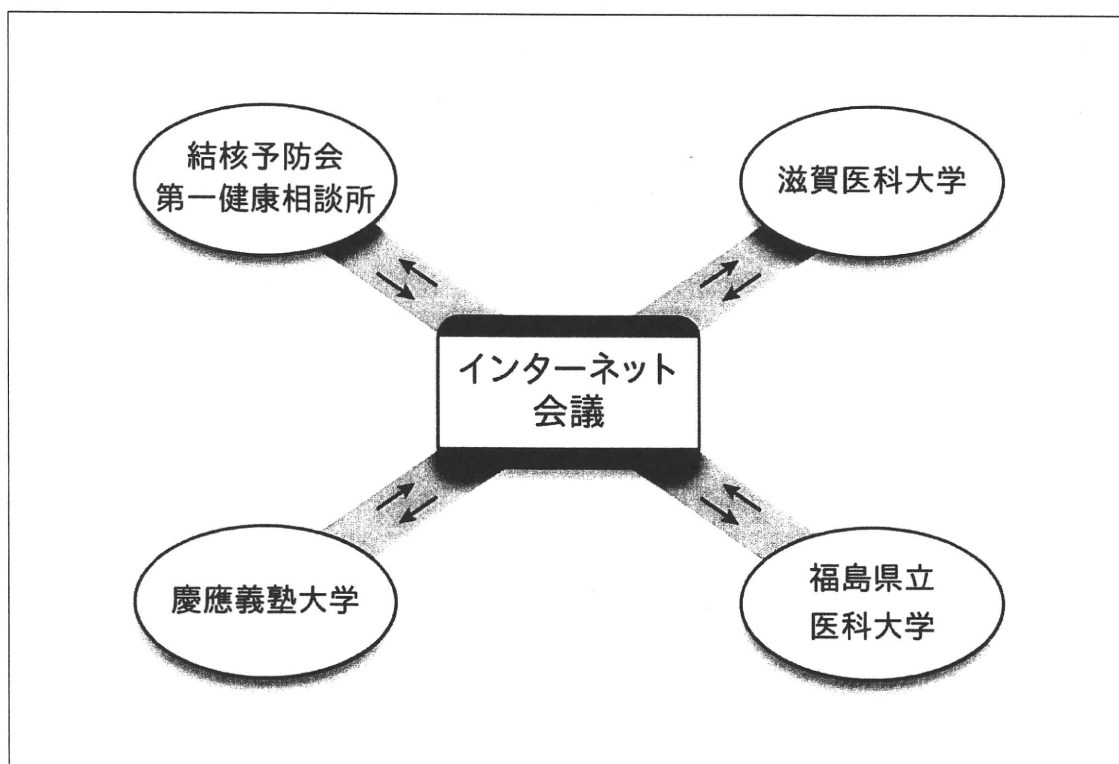 結核予防会
第一健康相談所
滋賀医科大学
インターネット
会議
慶應義塾大学
福島県立
医科大学